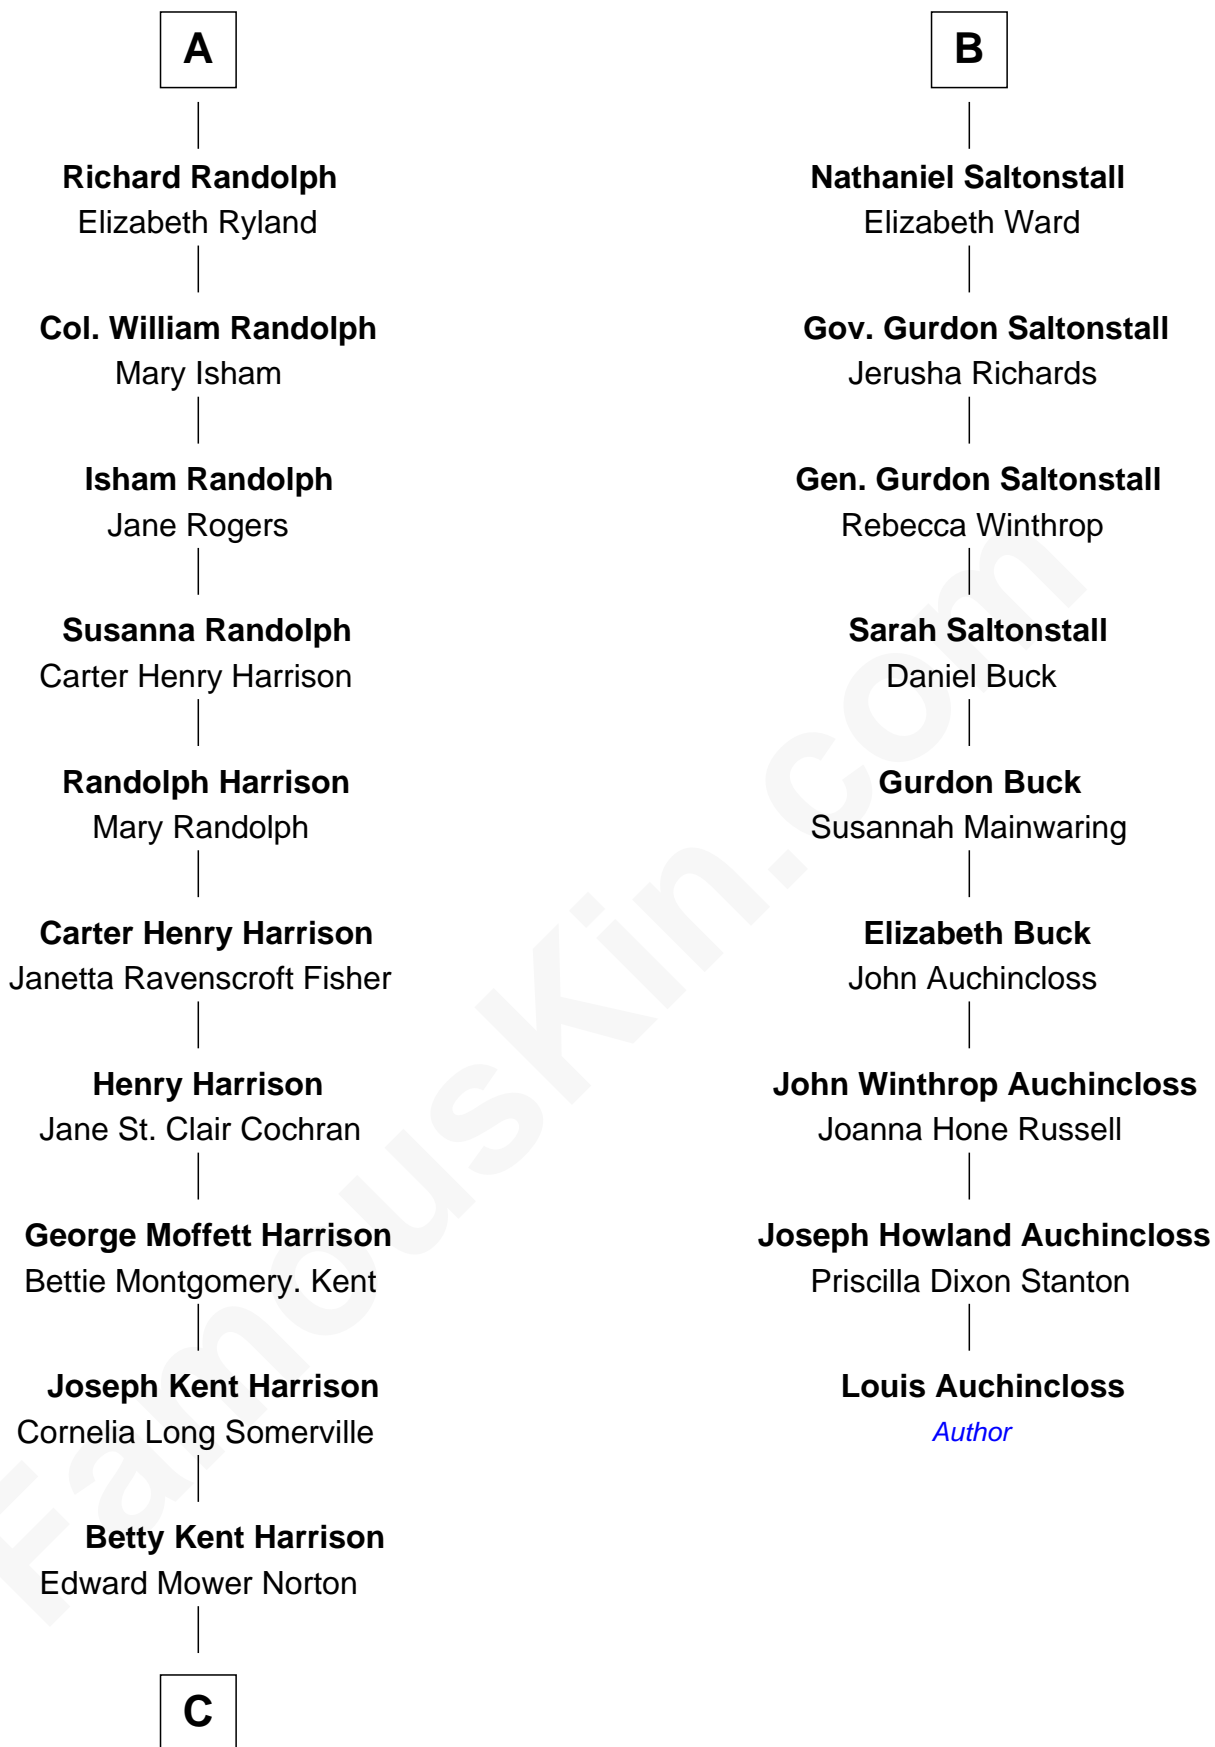 A
Richard Randolph
Elizabeth Ryland
Col. William Randolph
Mary Isham
Isham Randolph
Jane Rogers
Susanna Randolph
Carter Henry Harrison
Randolph Harrison
Mary Randolph
Carter Henry Harrison
Janetta Ravenscroft Fisher
Henry Harrison
Jane St. Clair Cochran
George Moffett Harrison
Bettie Montgomery. Kent
Joseph Kent Harrison
Cornelia Long Somerville
Betty Kent Harrison
Edward Mower Norton
C
B
Nathaniel Saltonstall
Elizabeth Ward
Gov. Gurdon Saltonstall
Jerusha Richards
Gen. Gurdon Saltonstall
Rebecca Winthrop
Sarah Saltonstall
Daniel Buck
Gurdon Buck
Susannah Mainwaring
Elizabeth Buck
John Auchincloss
John Winthrop Auchincloss
Joanna Hone Russell
Joseph Howland Auchincloss
Priscilla Dixon Stanton
Louis Auchincloss
Author
FamousKin.com